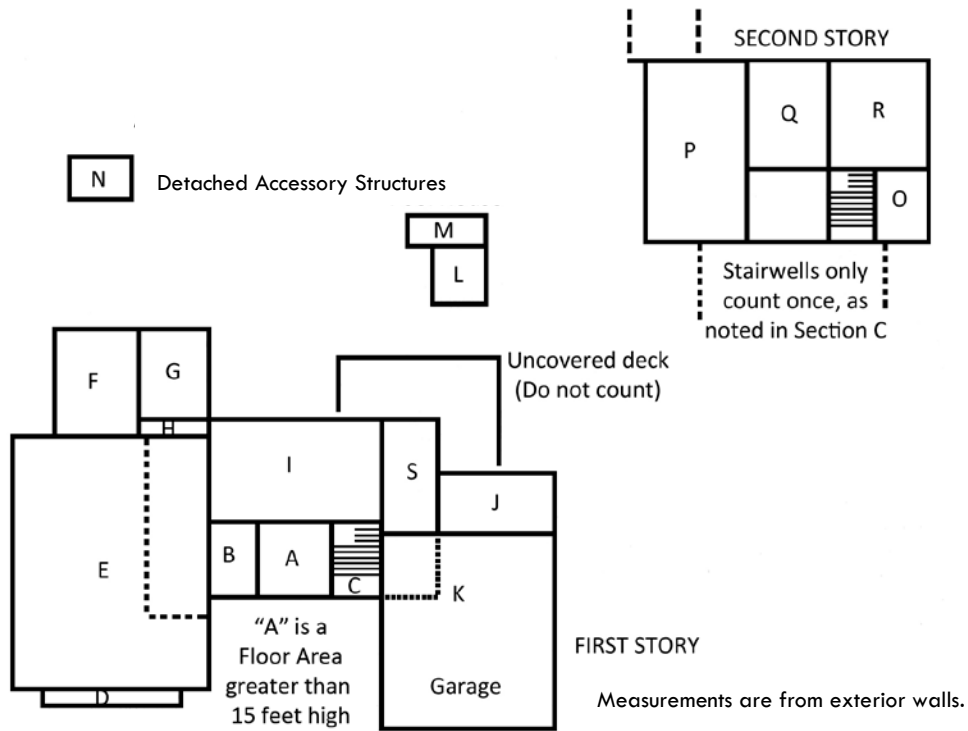 SECOND STORY
Q
R
P
N
Detached Accessory Structures
O
M
L
Stairwells only
count once, as
noted in Section C
F
G
Uncovered deck
(Do not count)
H
I
S
J
B
A
E
C
K
"A" is a
Floor Area
greater than
15 feet high
FIRST STORY
Garage
D
Measurements are from exterior walls.